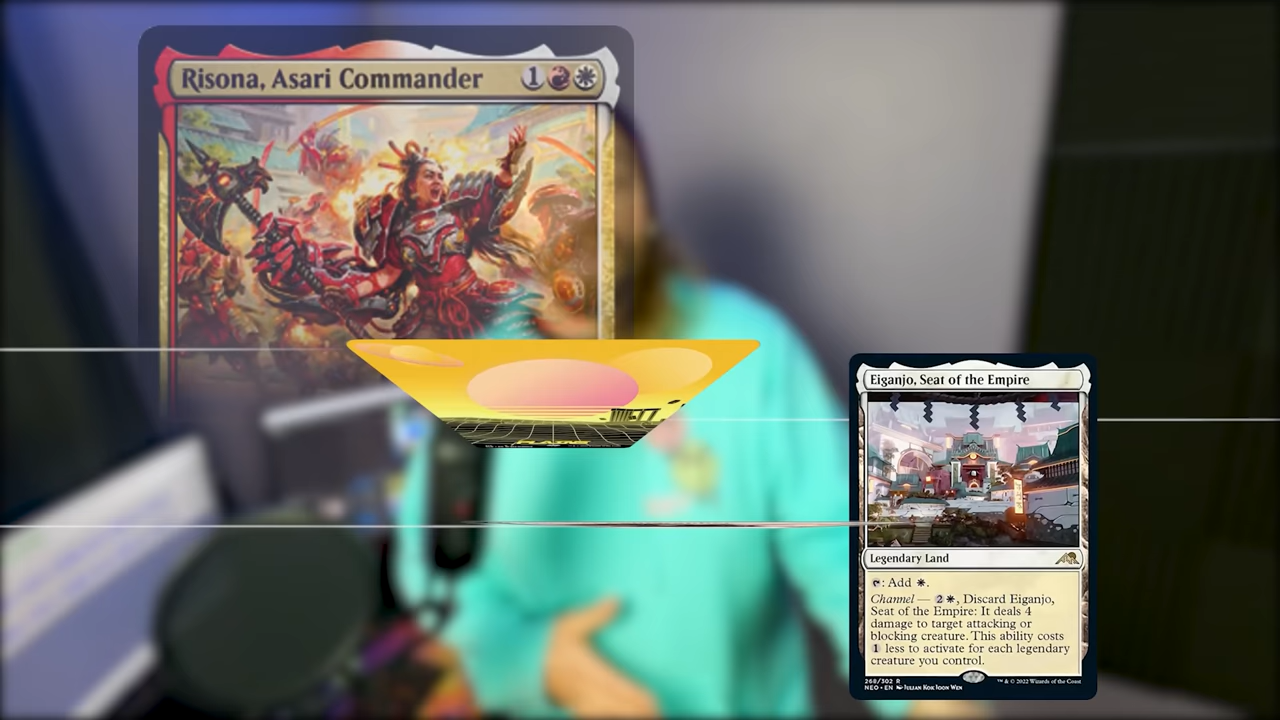 Risona, Asari Commander 1
Eiganjo, Seat of the Empire
Legendary Land
: Add .
Channel — 2 , Discard Eiganjo,
Seat of the Empire: It deals 4
damage to target attacking or
blocking creature. This ability costs
1 less to activate for each legendary
creature you control.
268/302 R
NEO • EN Julian Kok Joon Wen
™ & © 2022 Wizards of the Coast